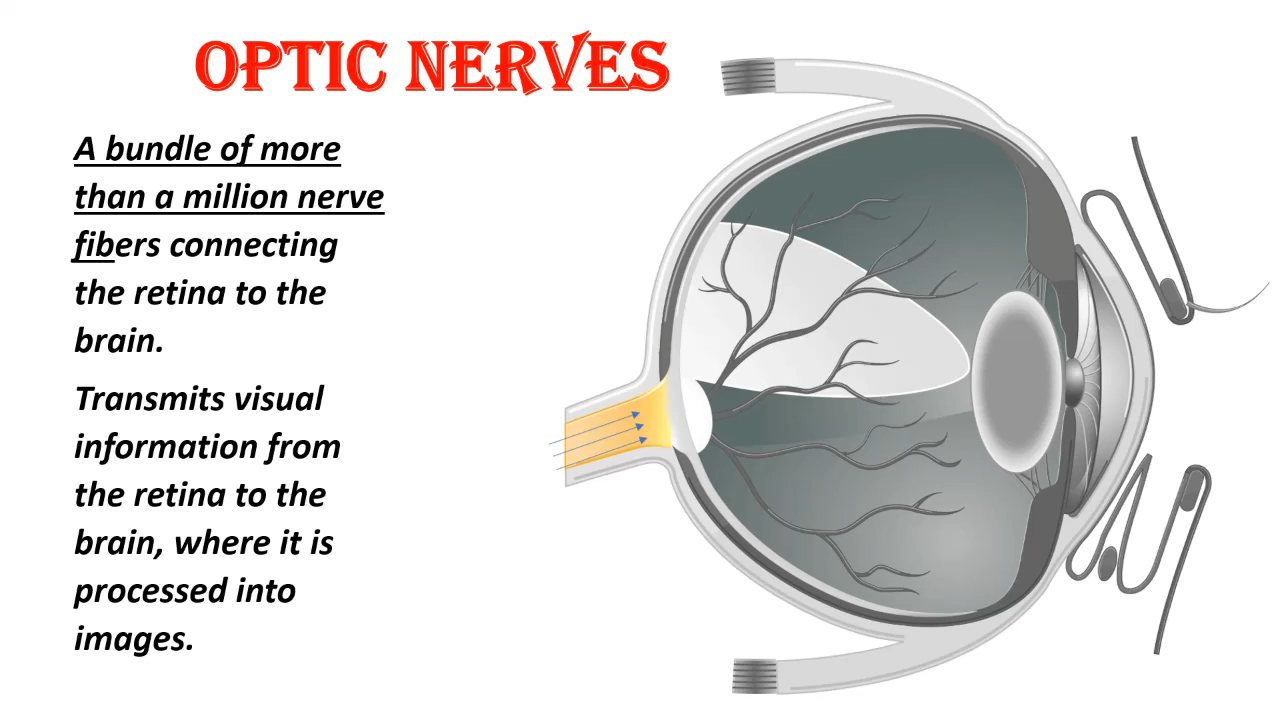 OPTIC NERVES
A bundle of more
than a million nerve
fibers connecting
the retina to the
brain.
Transmits visual
information from
the retina to the
brain, where it is
processed into
images.